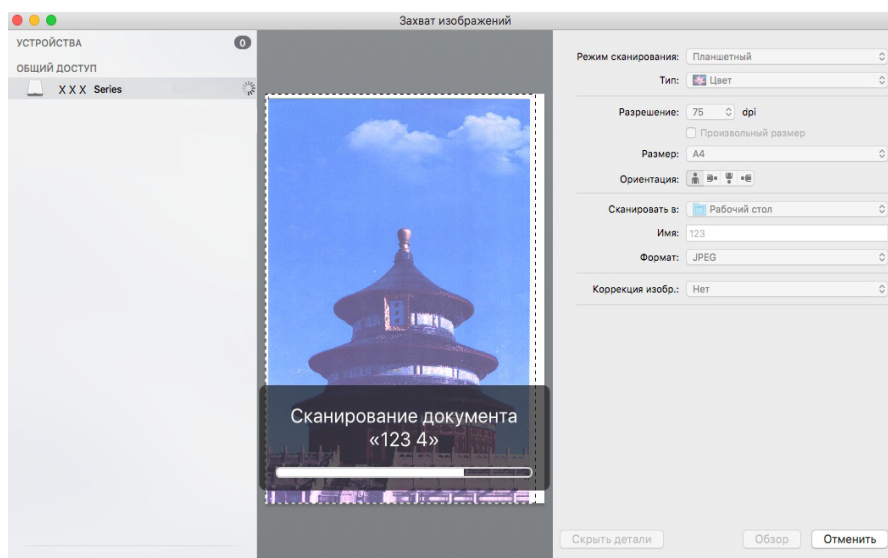 Захват изображений
УСТРОЙСТВА 0
ОБЩИЙ ДОСТУП
X X X Series
Сканирование документа
«123 4»
Режим сканирования: Планшетный
Тип: Цвет
Разрешение: 75 dpi
Произвольный размер
Размер: A4
Ориентация:
Сканировать в: Рабочий стол
Имя: 123
Формат: JPEG
Коррекция изобр.: Нет
Скрыть детали Обзор Отменить